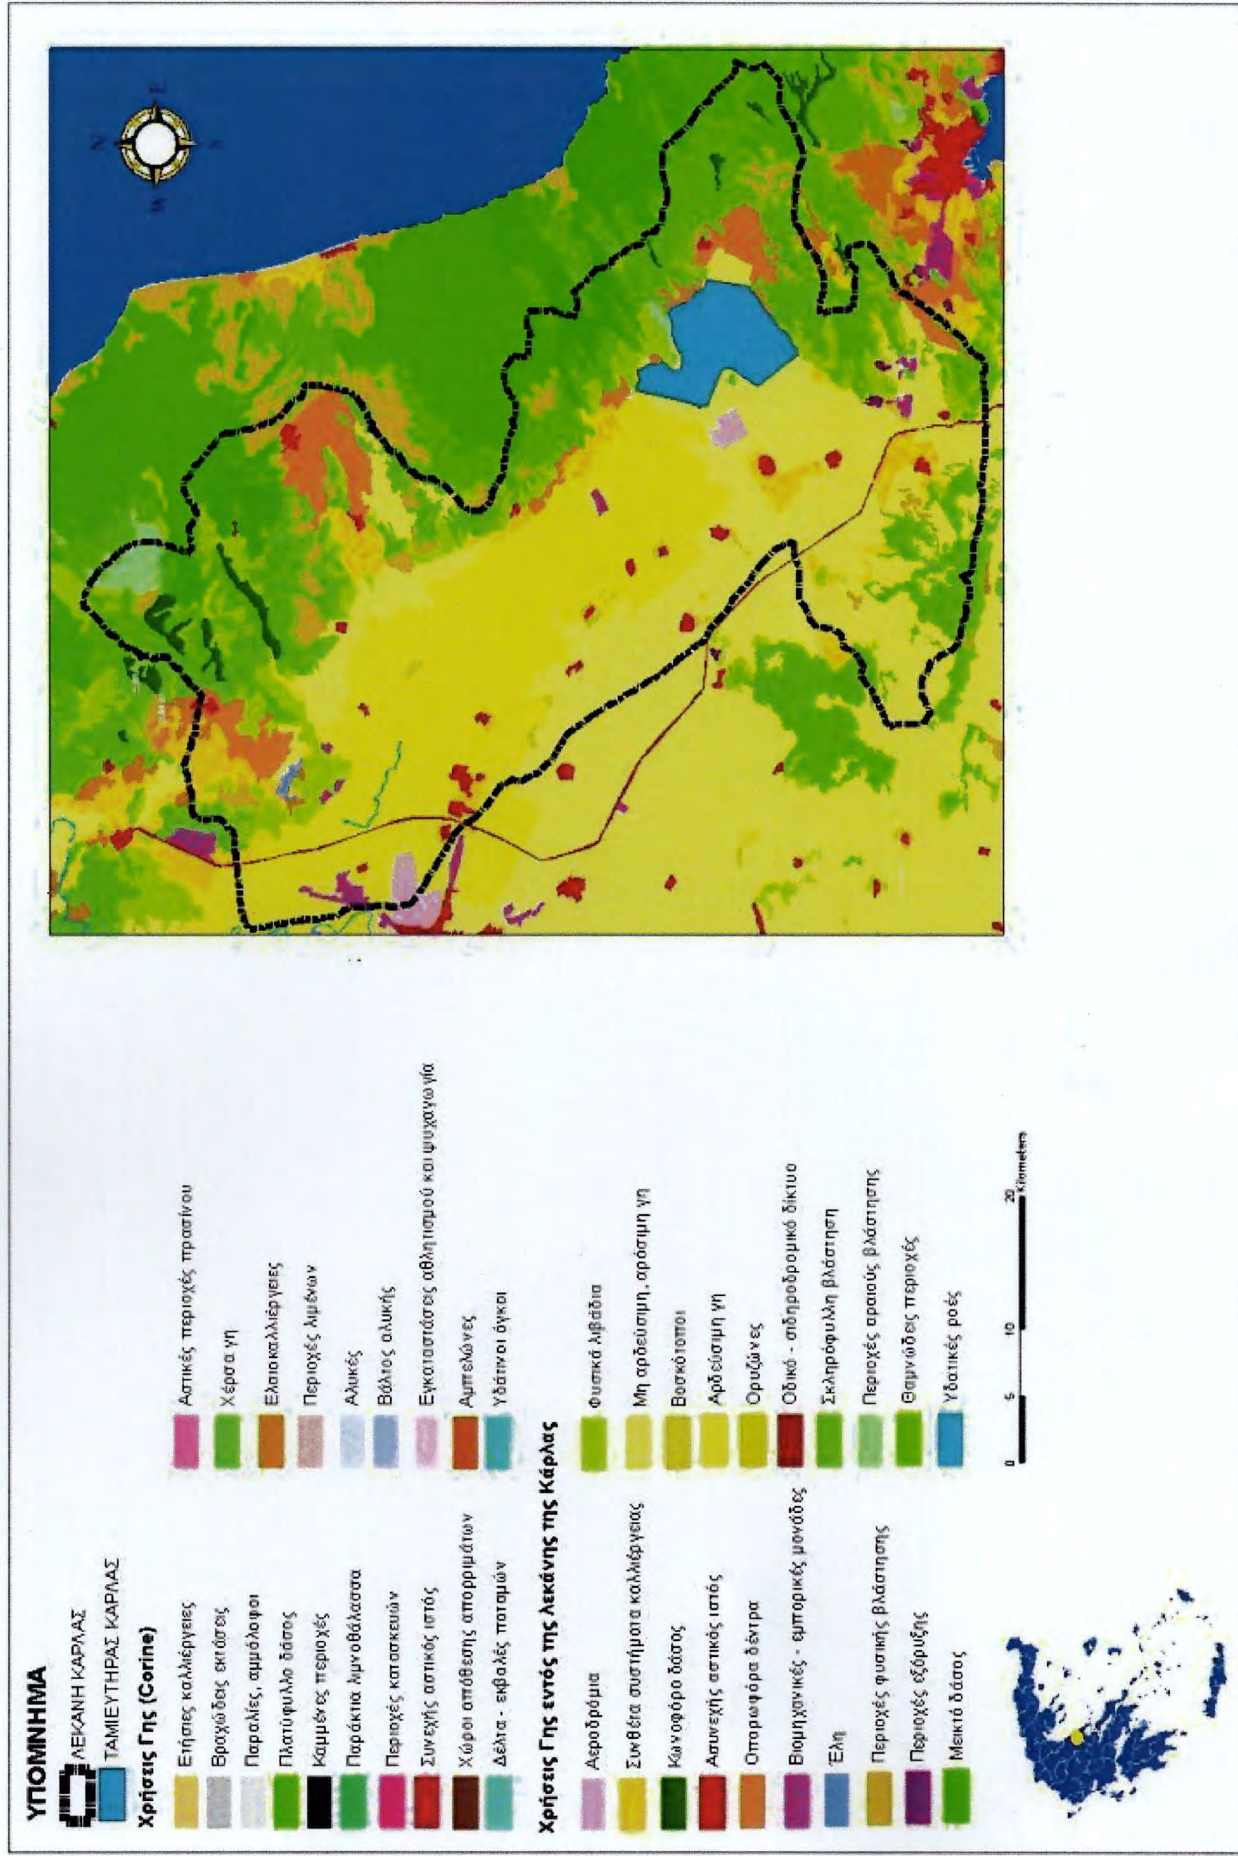 ΥΠΟΜΝΗΜΑ
ΛΕΚΑΝΗ ΚΑΡΛΑΣ
ΤΑΜΙΕΥΤΗΡΑΣ ΚΑΡΛΑΣ
Χρήσεις Γης (Corine)
Ετήσιες καλλιέργειες
Βραχώδεις εκτάσεις
Παραλίες, αμμόλοφοι
Πλατύφυλλο δάσος
Καμμένες περιοχές
Παράκτια λιμνοθάλασσα
Περιοχές κατασκευών
Συνεχής αστικός ιστός
Χώροι απόθεσης απορριμάτων
Δέλτα - εκβολές ποταμών
Αστικές περιοχές πρασίνου
Χέρσα γη
Ελαιοκαλλιέργειες
Περιοχές λιμένων
Αλυκές
Βάλτος αλυκής
Εγκαταστάσεις αθλητισμού και ψυχαγωγία
Αμπελώνες
Υδάτινοι όγκοι
Χρήσεις Γης εντός της λεκάνης της Κάρλας
Αεροδρόμια
Συνθέτα συστήματα καλλιέργειας
Κωνοφόρο δάσος
Ασυνεχής αστικός ιστός
Οπωροφόρα δέντρα
Βιομηχανικές - εμπορικές μονάδες
Έλη
Περιοχές φυσικής βλάστησης
Περιοχές εξόρυξης
Μεικτό δάσος
Φυσικά λιβάδια
Μη αρδεύσιμη, αρόσιμη γη
Βοσκότοποι
Αρδεύσιμη γη
Ορυζώνες
Οδικό - σιδηροδρομικό δίκτυο
Σκληρόφυλλη βλάστηση
Περιοχές αραιούς βλάστησης
Θαμνώδεις περιοχές
Υδατικές ροές
0 5 10 20
Kilometers
N
E
S
W